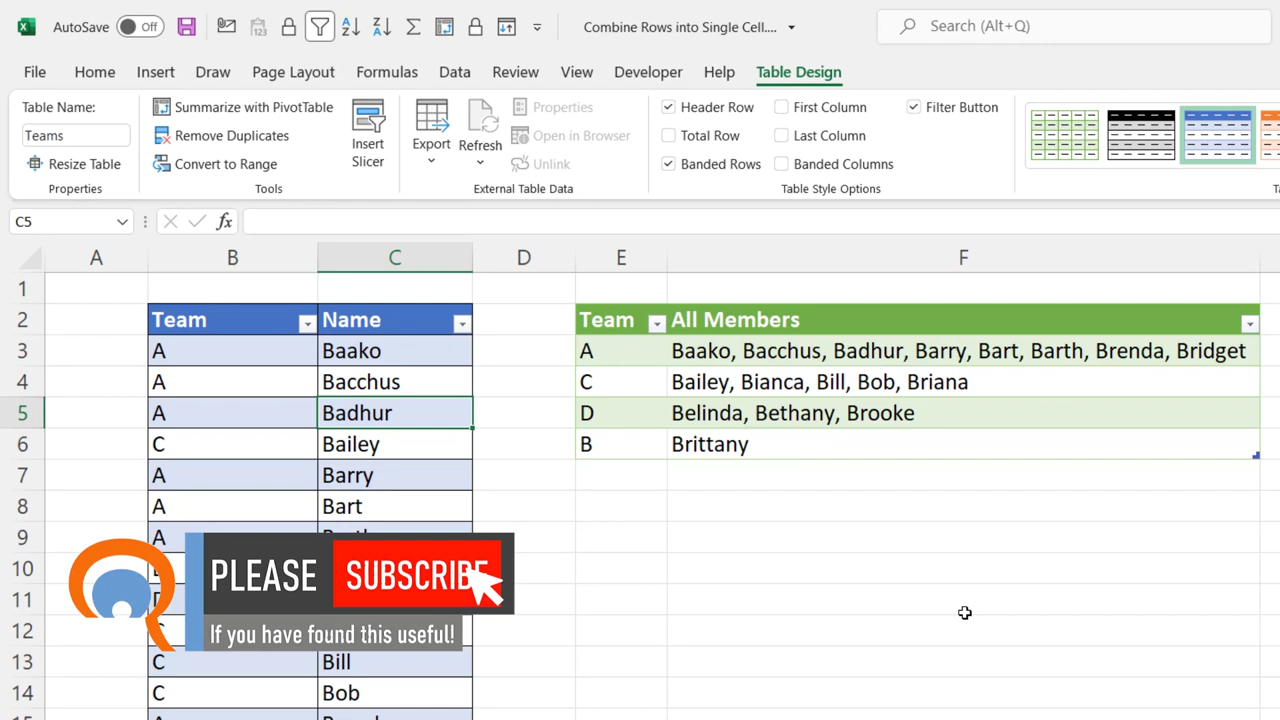 AutoSave Off Combine Rows into Single Cell.... Search (Alt+Q)
File Home Insert Draw Page Layout Formulas Data Review View Developer Help Table Design
Table Name:
Teams
Resize Table
Properties
Summarize with PivotTable
Remove Duplicates
Convert to Range
Insert
Slicer
Tools
Export
Refresh
Properties
Open in Browser
Unlink
External Table Data
Header Row First Column Filter Button
Total Row Last Column
Banded Rows Banded Columns
Table Style Options
C5 fx
A B C D E F
1
2 Team Name Team All Members
3 A Baako A Baako, Bacchus, Badhur, Barry, Bart, Barth, Brenda, Bridget
4 A Bacchus C Bailey, Bianca, Bill, Bob, Briana
5 A Badhur D Belinda, Bethany, Brooke
6 C Bailey B Brittany
7 A Barry
8 A Bart
9 A
10
11
12
13 C Bill
14 C Bob
PLEASE SUBSCRIBE
If you have found this useful!